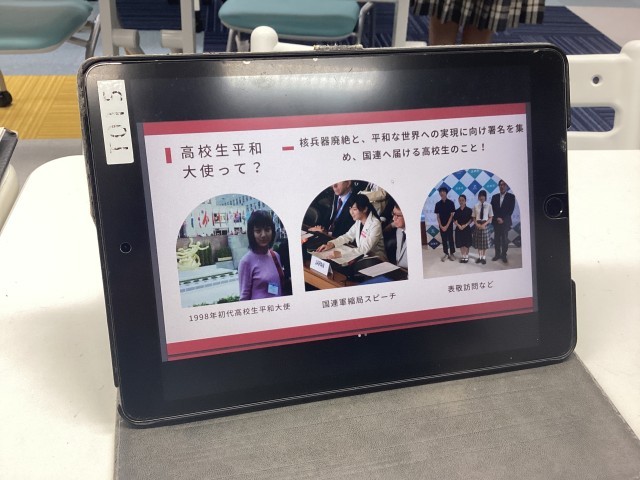 1015
高校生平和
大使って？
核兵器廃絶と、平和な世界への実現に向け署名を集
め、国連へ届ける高校生のこと！
JAPAN
1998年初代高校生平和大使
国連軍縮局スピーチ
表敬訪問など